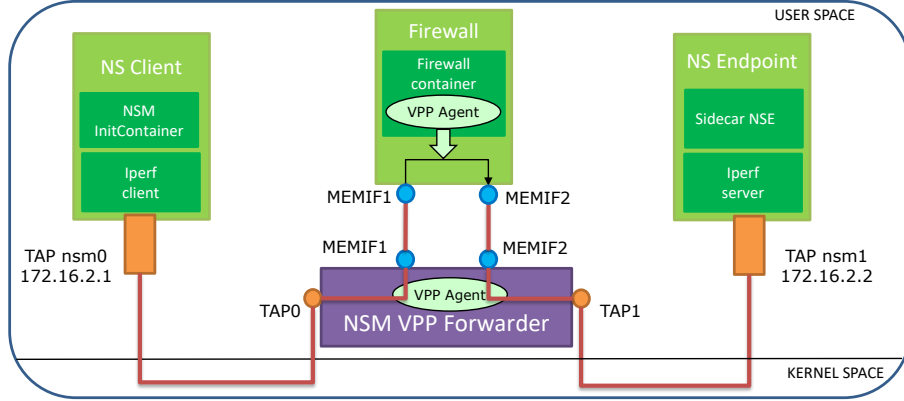 USER SPACE
NS Client
NSM
InitContainer
Iperf
client
TAP nsm0
172.16.2.1
Firewall
Firewall
container
VPP Agent
MEMIF1
MEMIF2
MEMIF1
MEMIF2
TAP0
VPP Agent
TAP1
NSM VPP Forwarder
NS Endpoint
Sidecar NSE
Iperf
server
TAP nsm1
172.16.2.2
KERNEL SPACE